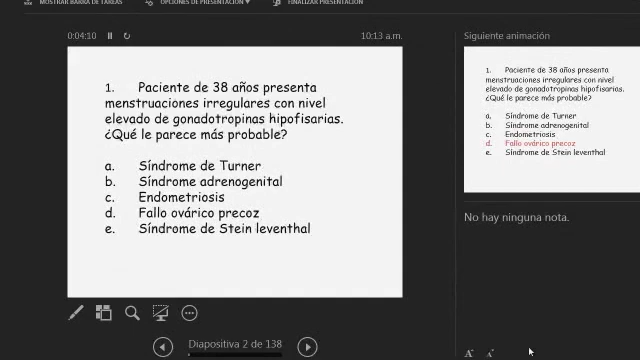 MOSTRAR BARRA DE TAREAS OPCIONES DE PRESENTACIÓN ▾ FINALIZAR PRESENTACIÓN
0:04:10 10:13 a.m.
1. Paciente de 38 años presenta
menstruaciones irregulares con nivel
elevado de gonadotropinas hipofisarias.
¿Qué le parece más probable?
a. Síndrome de Turner
b. Síndrome adrenogenital
c. Endometriosis
d. Fallo ovárico precoz
e. Síndrome de Stein leventhal
Diapositiva 2 de 138
Siguiente animación
1. Paciente de 38 años presenta
menstruaciones irregulares con nivel
elevado de gonadotropinas hipofisarias.
¿Qué le parece más probable?
a. Síndrome de Turner
b. Síndrome adrenogenital
c. Endometriosis
d. Fallo ovárico precoz
e. Síndrome de Stein leventhal
No hay ninguna nota.
A A